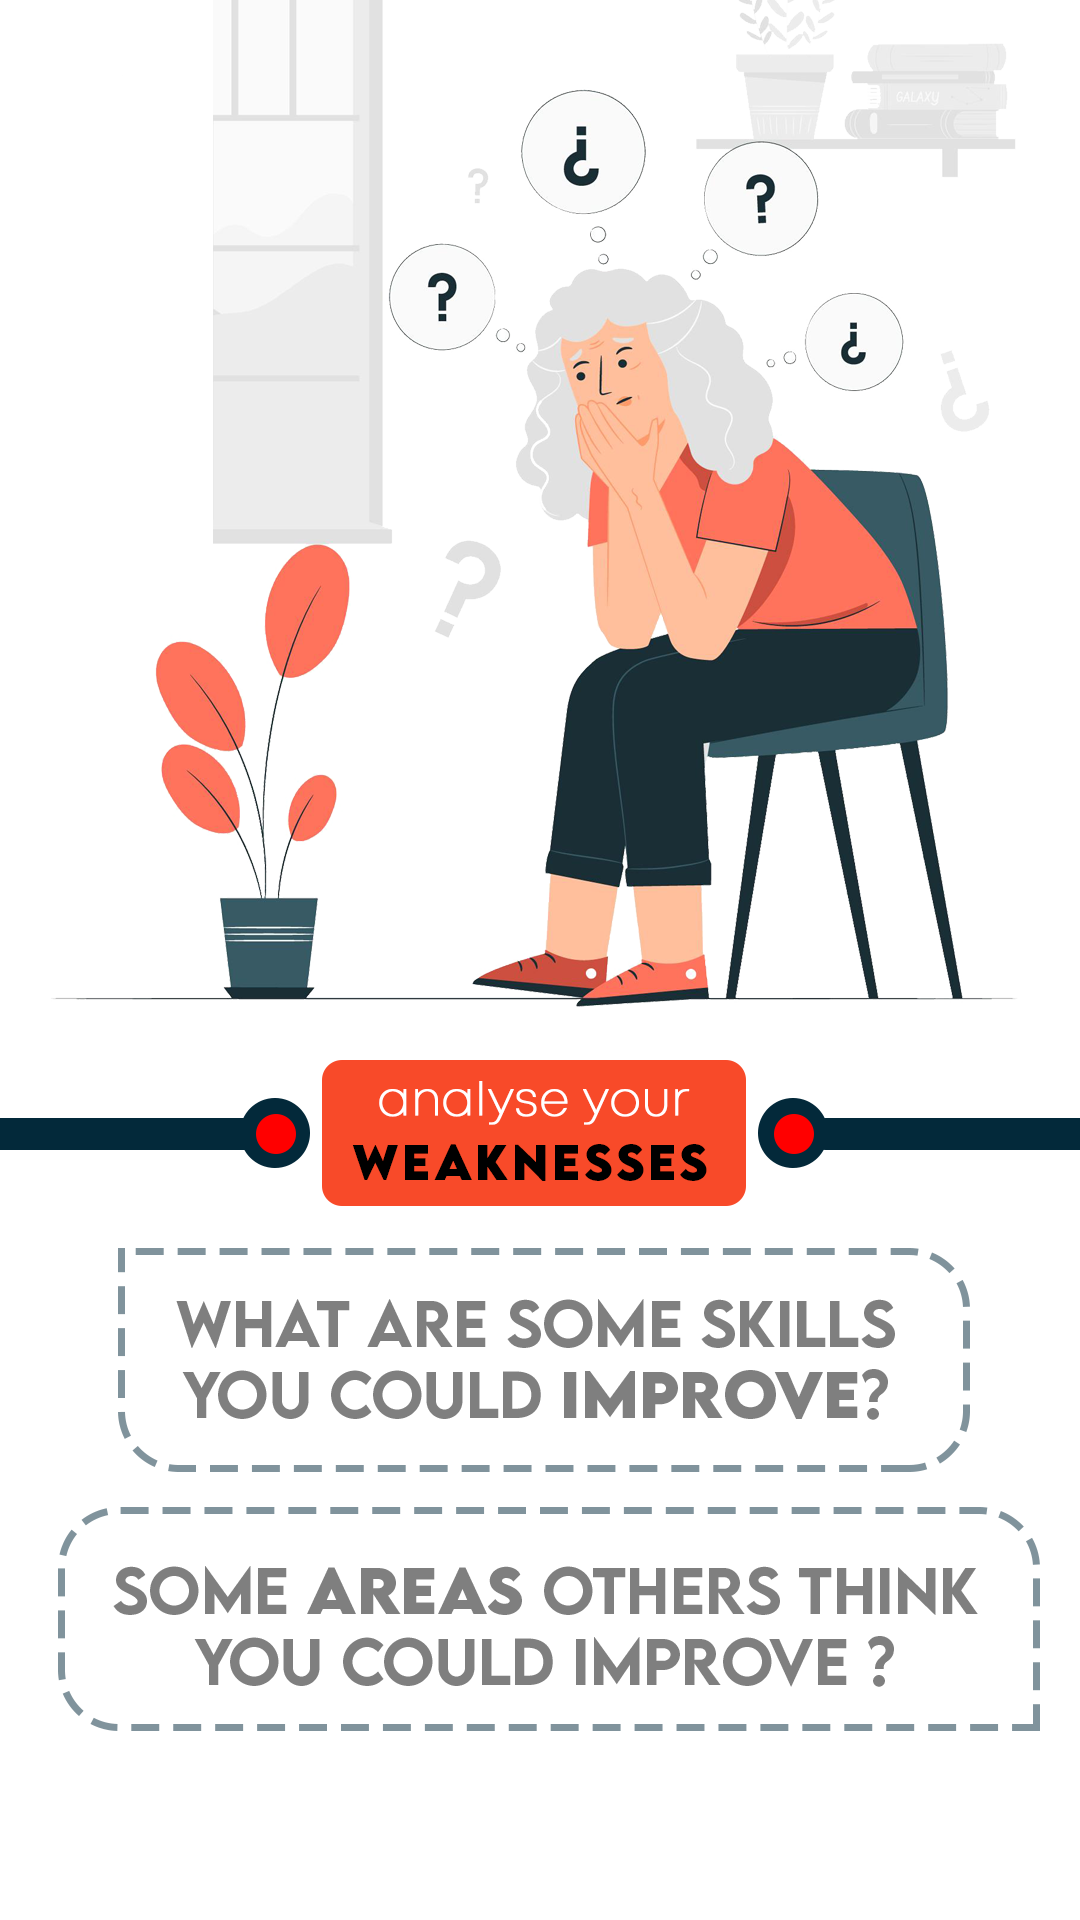 ?
¿
?
?
¿
GALAXY
?
¿
analyse your
WEAKNESSES
WHAT ARE SOME SKILLS
YOU COULD IMPROVE?
SOME AREAS OTHERS THINK
YOU COULD IMPROVE ?